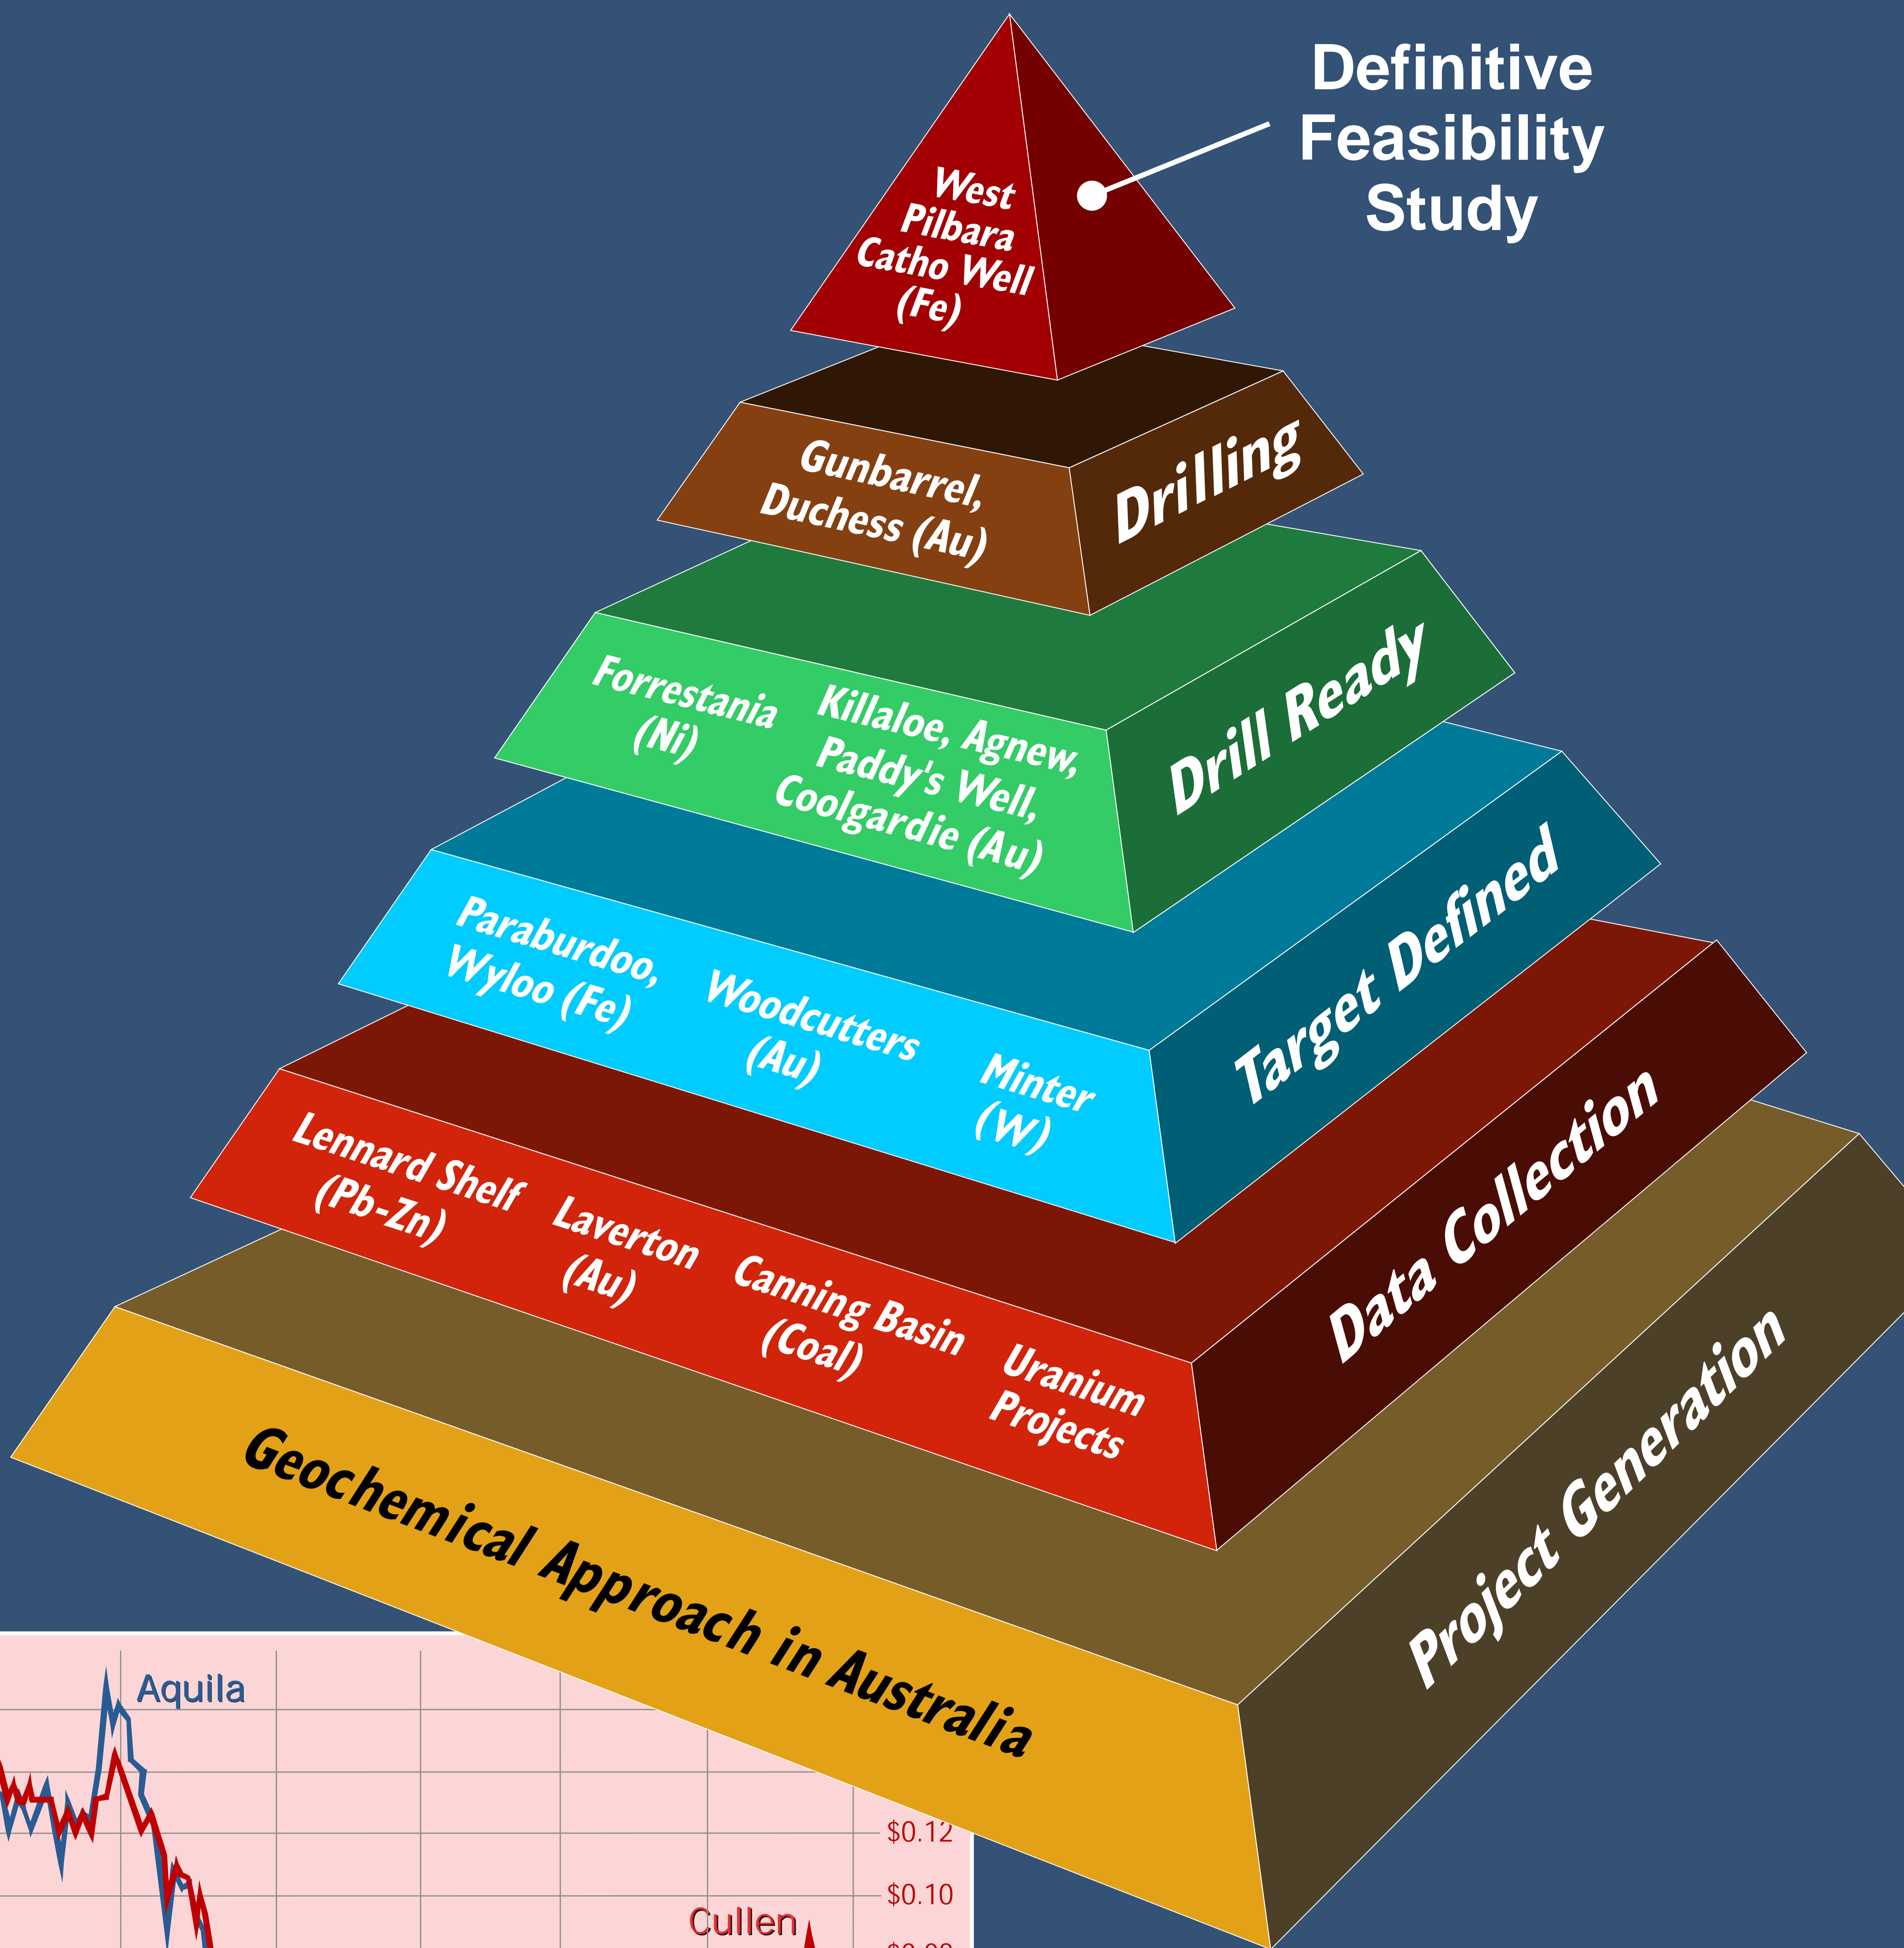 Definitive
Feasibility
Study
West
Pilbara
Catho Well
(Fe)
Gunbarrel,
Duchess (Au)
Drilling
Forrestania
(Ni)
Killaloe, Agnew,
Paddy's Well,
Coolgardie (Au)
Drill Ready
Paraburdoo,
Wyloo (Fe)
Woodcutters
(Au)
Minter
(W)
Target Defined
Lennard Shelf
(Pb-Zn)
Laverton
(Au)
Canning Basin
(Coal)
Uranium
Projects
Data Collection
Geochemical Approach in Australia
Project Generation
Aquila
$0.12
$0.10
Cullen